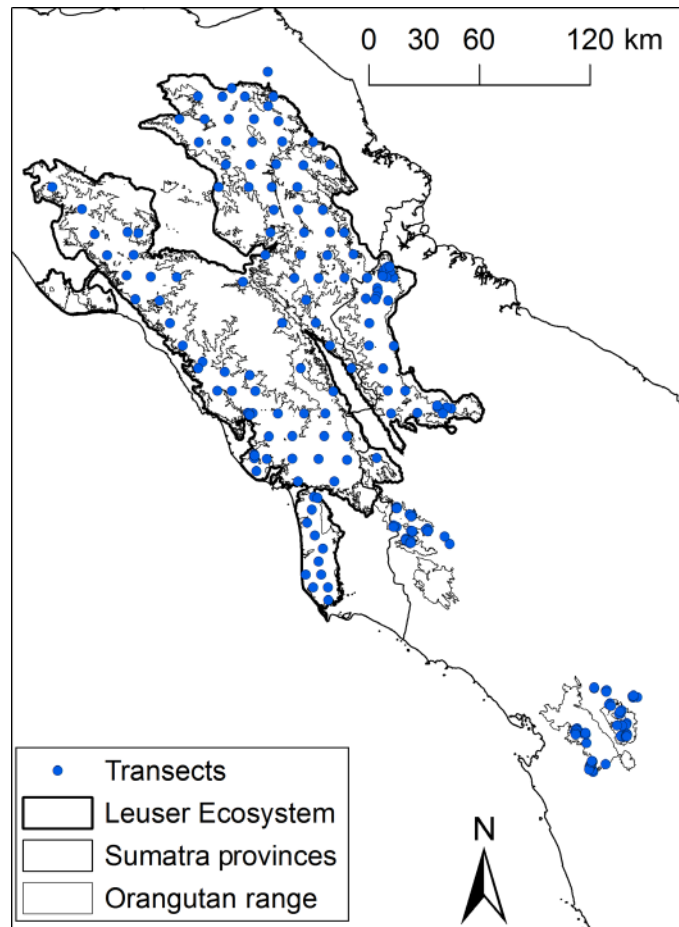 0 30 60 120 km
Transects
Leuser Ecosystem
Sumatra provinces
Orangutan range
N